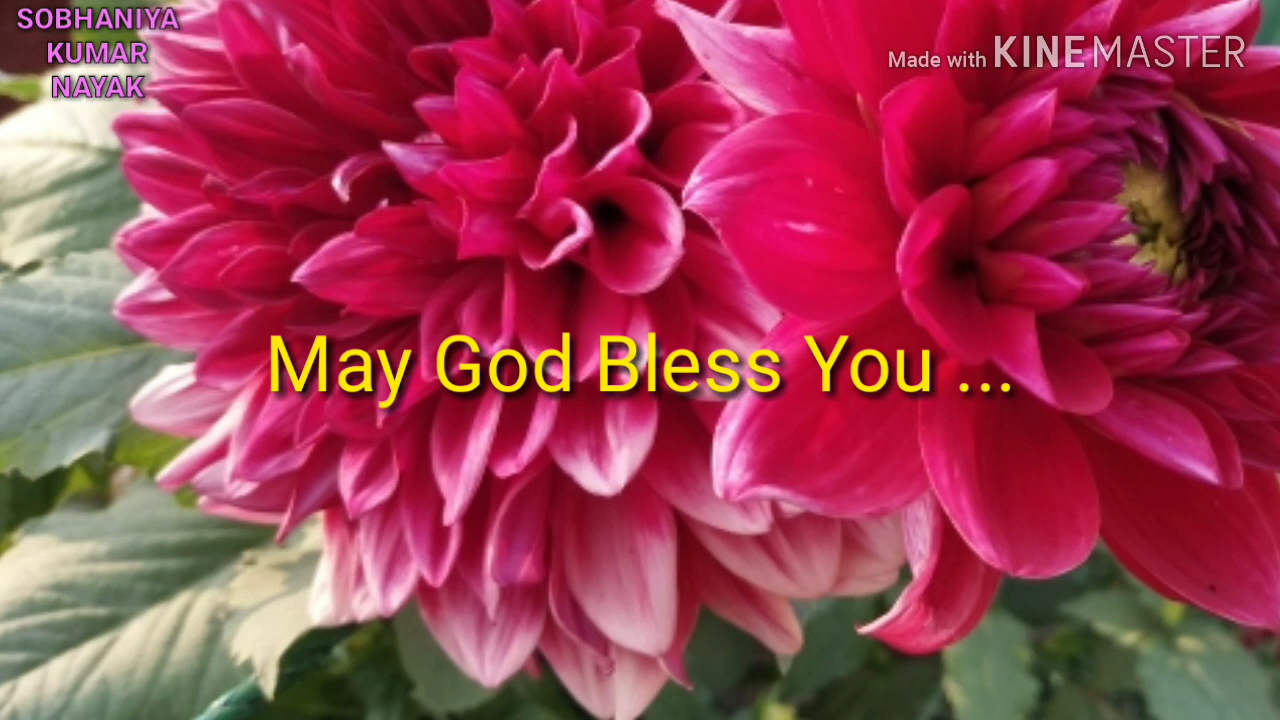 SOBHANIYA
KUMAR
NAYAK
Made with KINEMASTER
May God Bless You ...